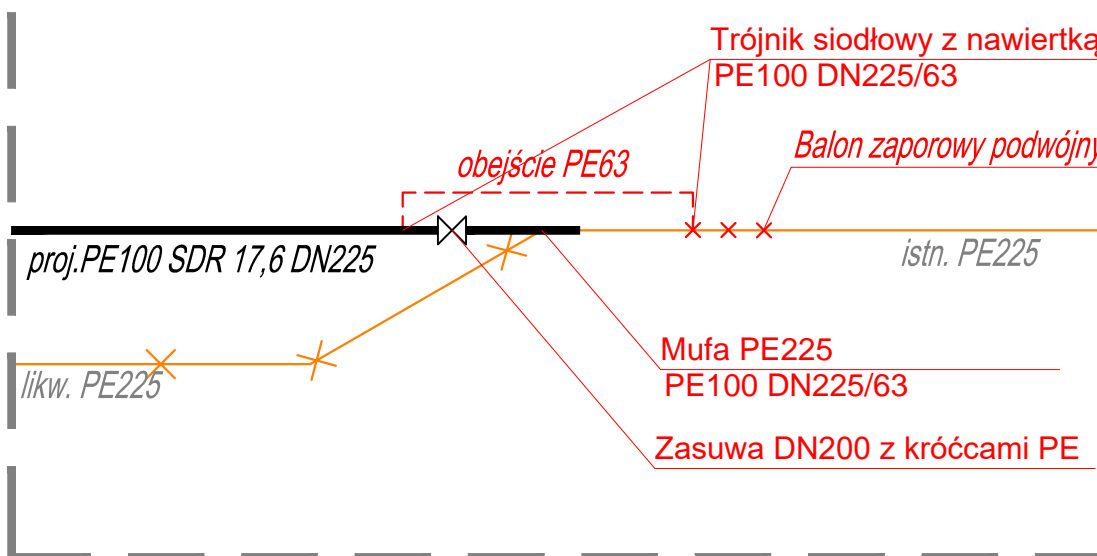 Trójnik siodłowy z nawiertką
PE100 DN225/63
obejście PE63
Balon zaporowy podwójny
proj.PE100 SDR 17,6 DN225
istn. PE225
Mufa PE225
PE100 DN225/63
likw. PE225
Zasuwa DN200 z króćcami PE